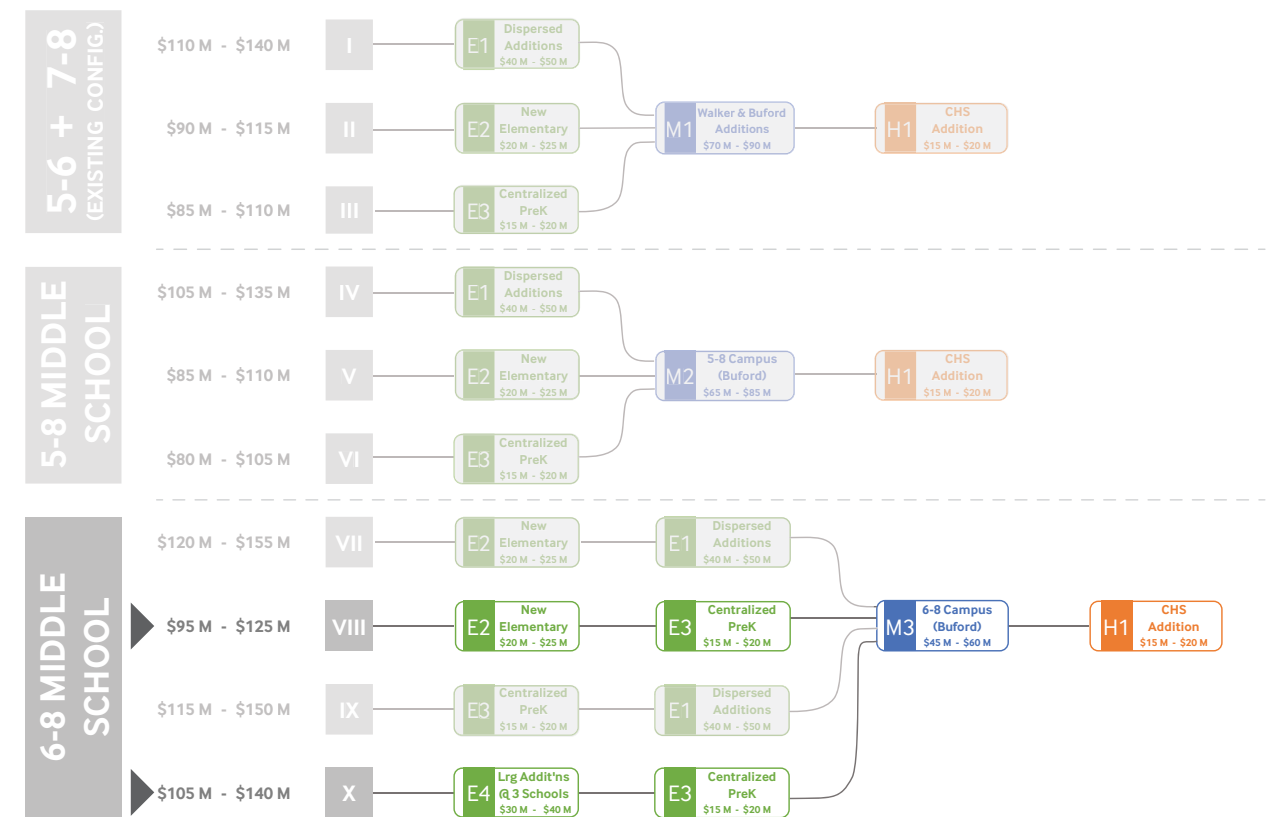 5-6 + 7-8
(EXISTING CONFIG.)
$110 M - $140 M
I
E1
Dispersed
Additions
$40 M - $50 M
$90 M - $115 M
II
E2
New
Elementary
$20 M - $25 M
M1
Walker & Buford
Additions
$70 M - $90 M
H1
CHS
Addition
$15 M - $20 M
$85 M - $110 M
III
E3
Centralized
PreK
$15 M - $20 M
5-8 MIDDLE
SCHOOL
$105 M - $135 M
IV
E1
Dispersed
Additions
$40 M - $50 M
$85 M - $110 M
V
E2
New
Elementary
$20 M - $25 M
M2
5-8 Campus
(Buford)
$65 M - $85 M
H1
CHS
Addition
$15 M - $20 M
$80 M - $105 M
VI
E3
Centralized
PreK
$15 M - $20 M
6-8 MIDDLE
SCHOOL
$120 M - $155 M
VII
E2
New
Elementary
$20 M - $25 M
E1
Dispersed
Additions
$40 M - $50 M
$95 M - $125 M
VIII
E2
New
Elementary
$20 M - $25 M
E3
Centralized
PreK
$15 M - $20 M
M3
6-8 Campus
(Buford)
$45 M - $60 M
H1
CHS
Addition
$15 M - $20 M
$115 M - $150 M
IX
E3
Centralized
PreK
$15 M - $20 M
E1
Dispersed
Additions
$40 M - $50 M
$105 M - $140 M
X
E4
Lrg Addit'ns
@ 3 Schools
$30 M - $40 M
E3
Centralized
PreK
$15 M - $20 M